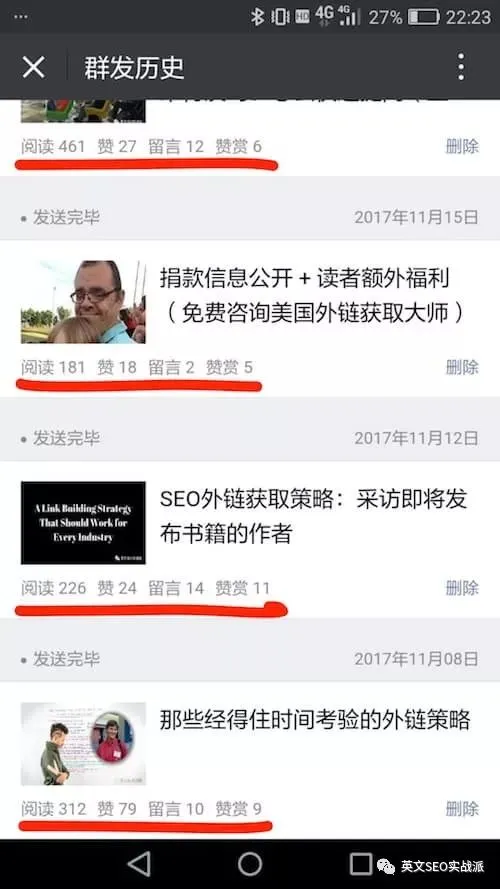 4G 4G 27% 22:23
群发历史
阅读 461 赞 27 留言 12 赞赏 6 删除
发送完毕 2017年11月15日
捐款信息公开 + 读者额外福利
（免费咨询美国外链获取大师）
阅读 181 赞 18 留言 2 赞赏 5 删除
发送完毕 2017年11月12日
SEO外链获取策略：采访即将发
布书籍的作者
A Link Building Strategy
That Should Work for
Every Industry
阅读 226 赞 24 留言 14 赞赏 11 删除
发送完毕 2017年11月08日
那些经得住时间考验的外链策略
阅读 312 赞 79 留言 10 赞赏 9 删除
英文SEO实战派